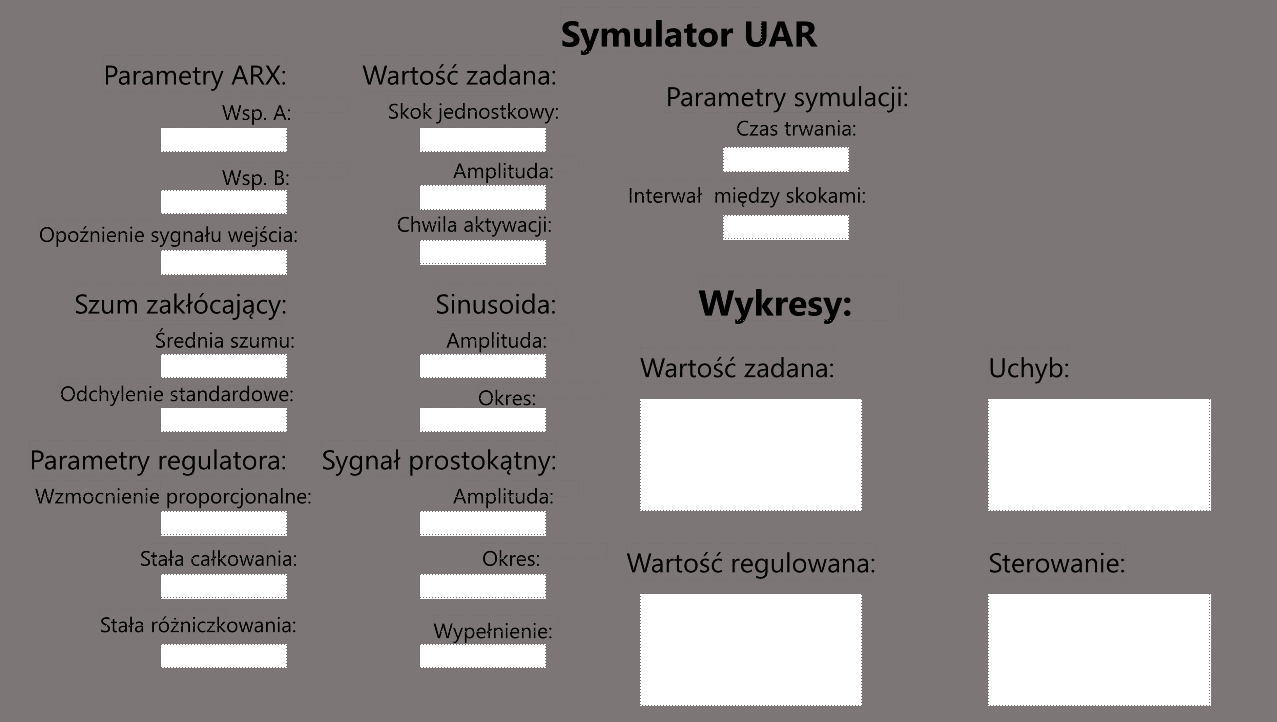 Symulator UAR
Parametry ARX:
Wsp. A:
Wsp. B:
Opoźnienie sygnału wejścia:
Szum zakłócający:
Średnia szumu:
Odchylenie standardowe:
Parametry regulatora:
Wzmocnienie proporcjonalne:
Stała całkowania:
Stała różniczkowania:
Wartość zadana:
Skok jednostkowy:
Amplituda:
Chwila aktywacji:
Sinusoida:
Amplituda:
Okres:
Sygnał prostokątny:
Amplituda:
Okres:
Wypełnienie:
Parametry symulacji:
Czas trwania:
Interwał  między skokami:
Wykresy:
Wartość zadana:
Uchyb:
Wartość regulowana:
Sterowanie: